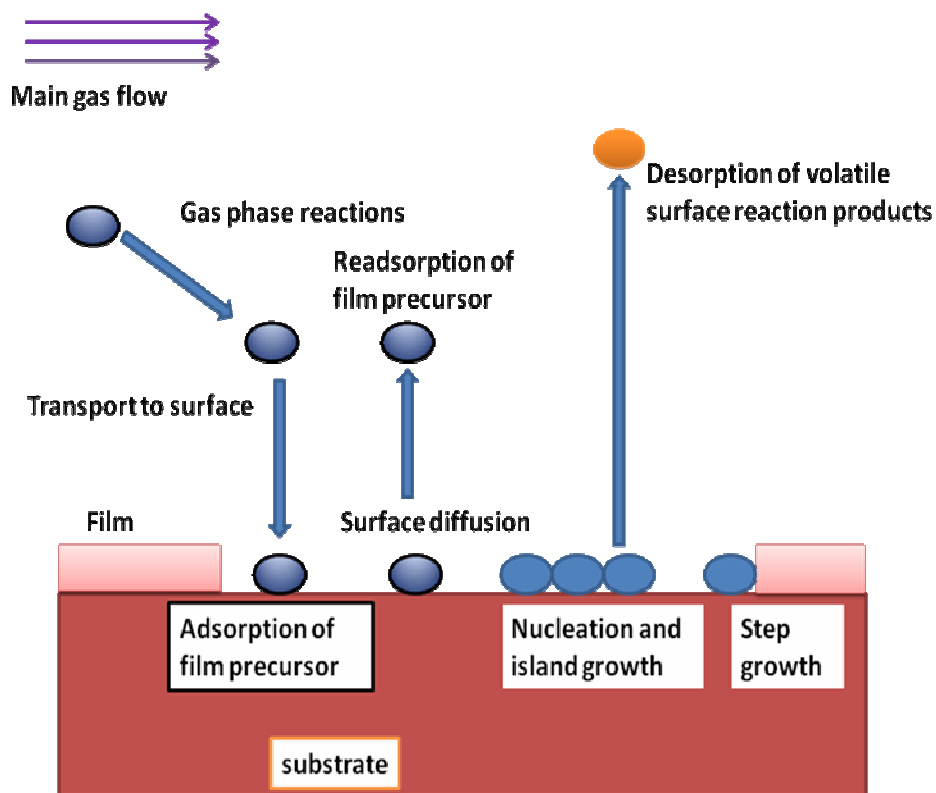 Main gas flow
Gas phase reactions
Desorption of volatile
surface reaction products
Readsorption of
film precursor
Transport to surface
Film
Surface diffusion
Adsorption of
film precursor
Nucleation and
island growth
Step
growth
substrate